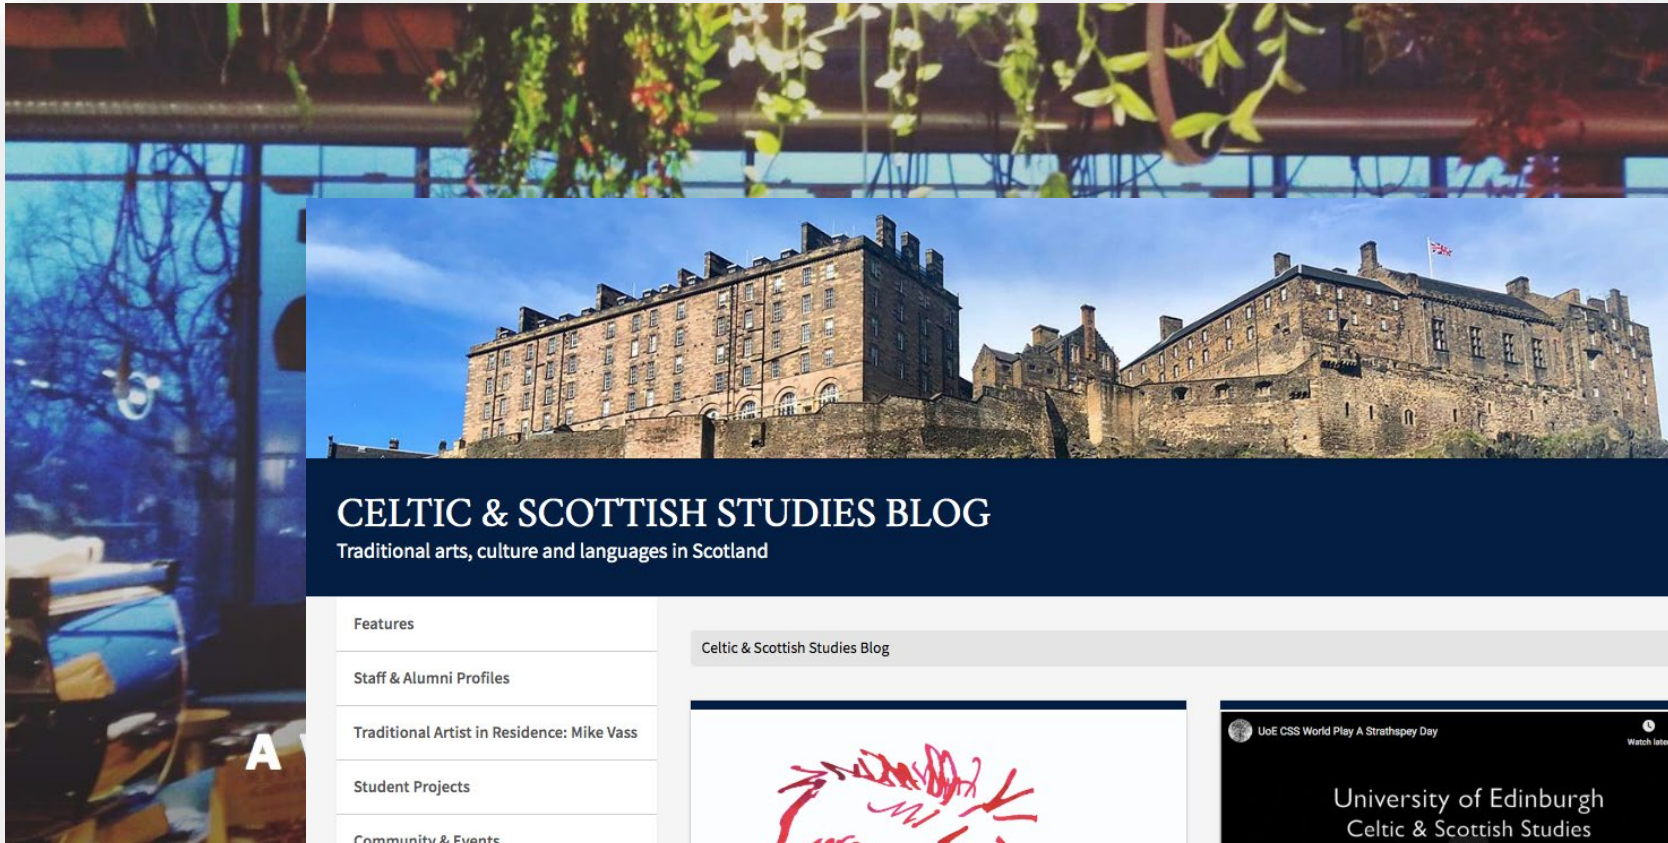 CELTIC & SCOTTISH STUDIES BLOG
Traditional arts, culture and languages in Scotland
Features
Staff & Alumni Profiles
Traditional Artist in Residence: Mike Vass
Student Projects
Community & Events
Celtic & Scottish Studies Blog
UoE CSS World Play A Strathspey Day
Watch later
University of Edinburgh
Celtic & Scottish Studies
A